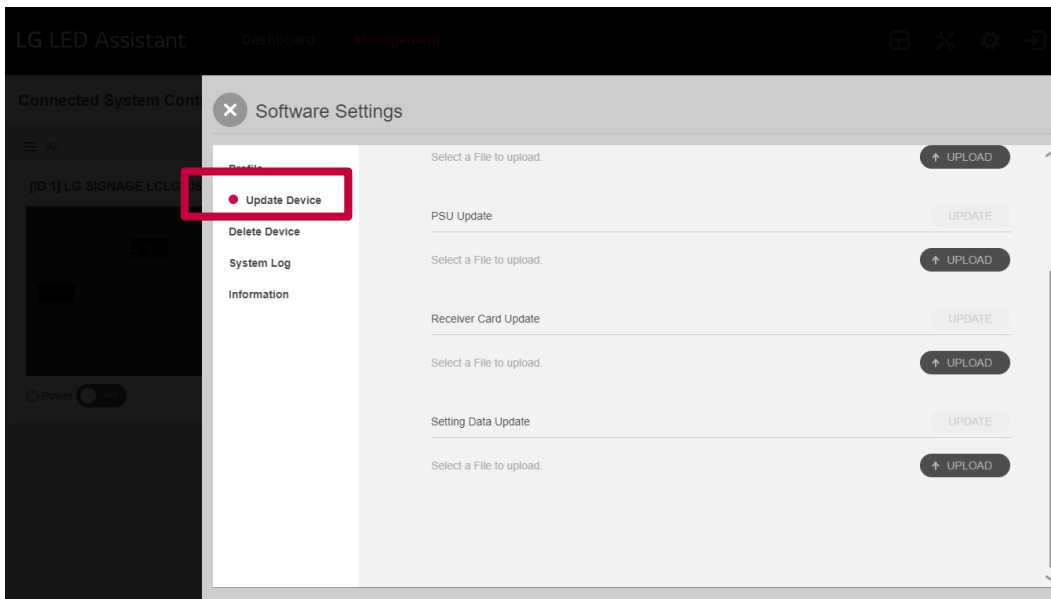 LG LED Assistant
Dashboard
Management
Connected System Cont
All
[ID 1] LG SIGNAGE LCLG
Power
Software Settings
Profile
Update Device
Delete Device
System Log
Information
Select a File to upload.
UPLOAD
PSU Update
UPDATE
Select a File to upload.
UPLOAD
Receiver Card Update
UPDATE
Select a File to upload.
UPLOAD
Setting Data Update
UPDATE
Select a File to upload.
UPLOAD